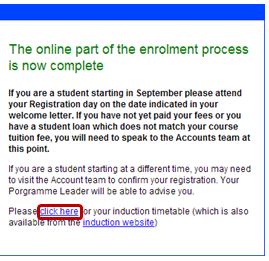 The online part of the enrolment process
is now complete
If you are a student starting in September please attend
your Registration day on the date indicated in your
welcome letter. If you have not yet paid your fees or you
have a student loan which does not match your course
tuition fee, you will need to speak to the Accounts team at
this point.
If you are a student starting at a different time, you may need
to visit the Account team to confirm your registration. Your
Porgramme Leader will be able to advise you.
Please click here for your induction timetable (which is also
available from the induction website)